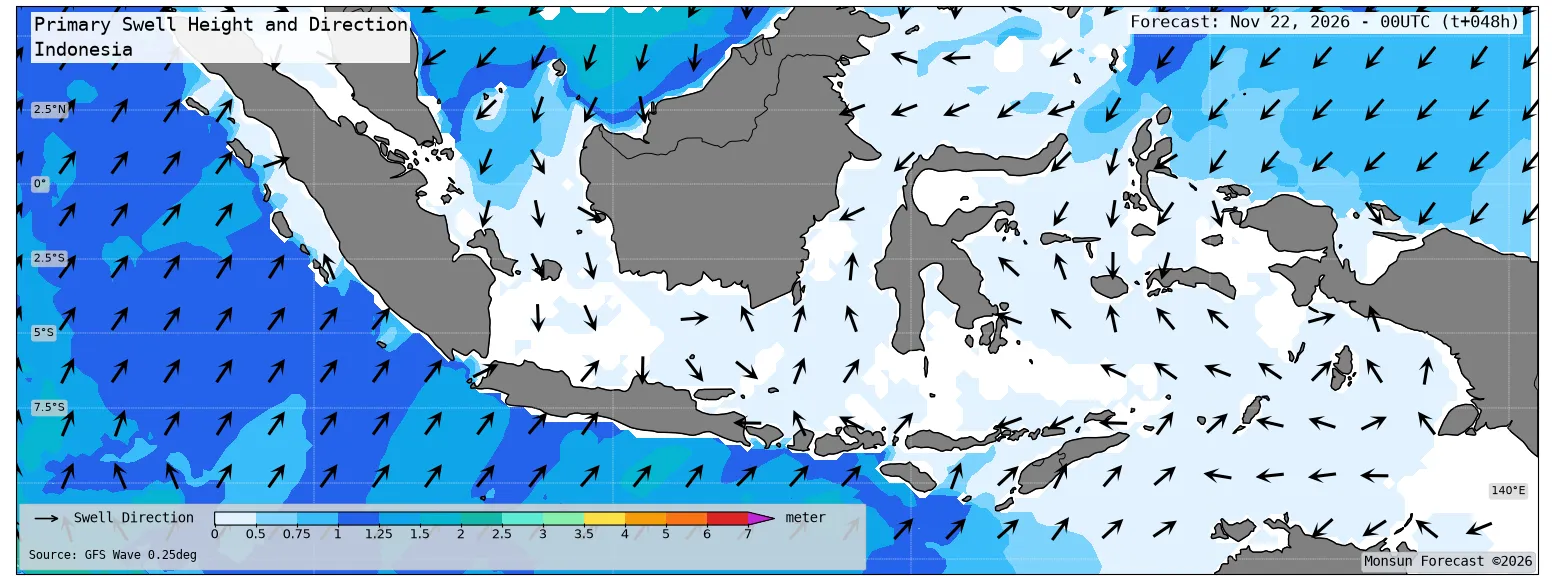 Primary Swell Height and Direction
Indonesia
Forecast: Nov 22, 2026 - 00UTC (t+048h)
2.5°N
0°
2.5°S
5°S
7.5°S
140°E
Swell Direction
0 0.5 0.75 1 1.25 1.5 2 2.5 3 3.5 4 5 6 7
meter
Source: GFS Wave 0.25deg
Monsun Forecast ©2026